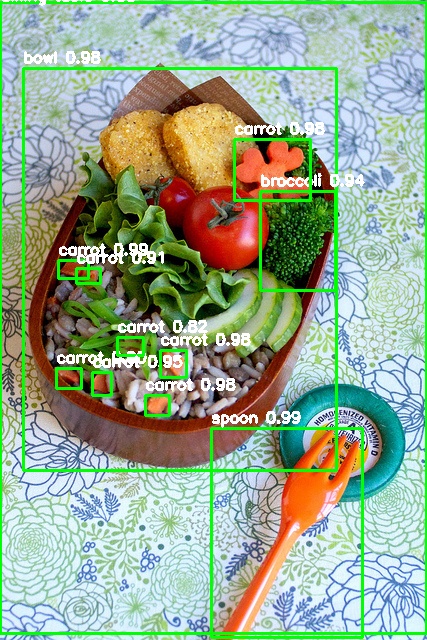 bowl 0.98
carrot 0.98
broccoli 0.94
carrot 0.99
carrot 0.91
carrot 0.82
carrot 0.98
carrot
carrot 0.95
carrot 0.98
spoon 0.99
HOMOGENIZED VITAMIN D